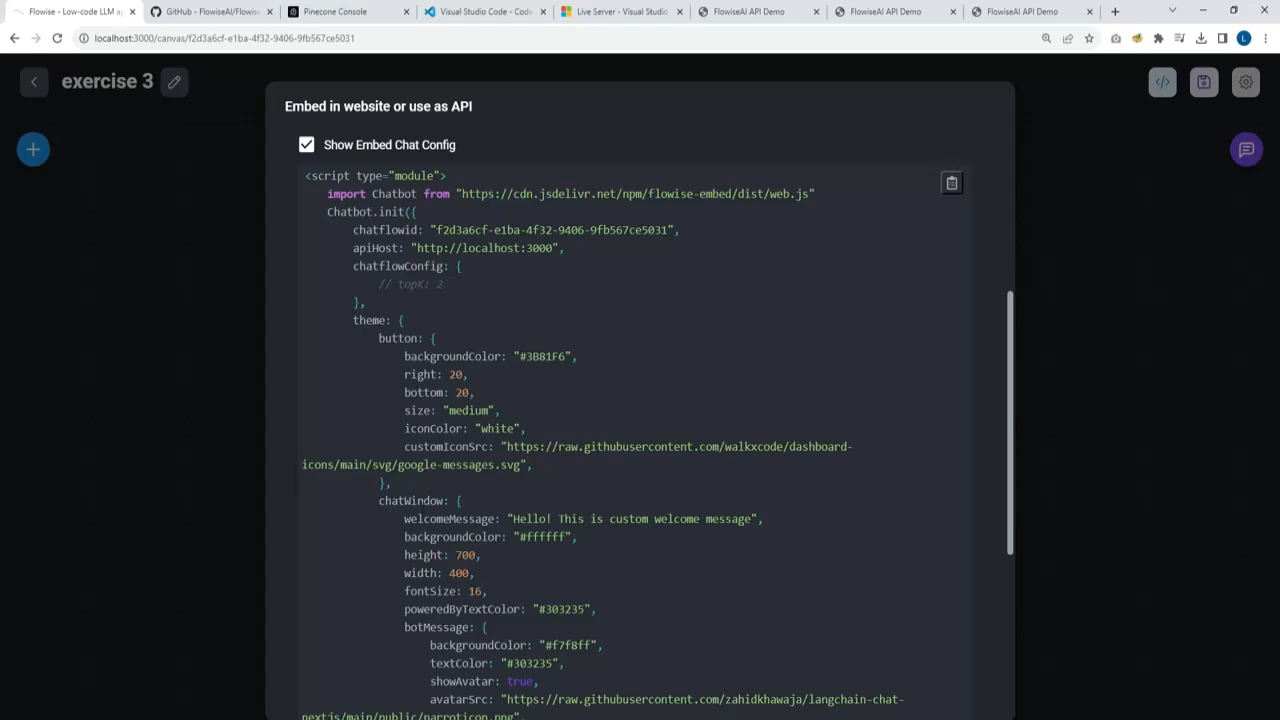 Flowise - Low-code LLM a
GitHub - FlowiseAI/Flowise
Pinecone Console
Visual Studio Code - Code
Live Server - Visual Studio
FlowiseAI API Demo
FlowiseAI API Demo
FlowiseAI API Demo
localhost:3000/canvas/f2d3a6cf-e1ba-4f32-9406-9fb567ce5031
L
exercise 3
Embed in website or use as API
Show Embed Chat Config
<script type="module">
import Chatbot from "https://cdn.jsdelivr.net/npm/flowise-embed/dist/web.js"
Chatbot.init({
chatflowid: "f2d3a6cf-e1ba-4f32-9406-9fb567ce5031",
apiHost: "http://localhost:3000",
chatflowConfig: {
// topK: 2
},
theme: {
button: {
backgroundColor: "#3B81F6",
right: 20,
bottom: 20,
size: "medium",
iconColor: "white",
customIconSrc: "https://raw.githubusercontent.com/walkxcode/dashboard-
icons/main/svg/google-messages.svg",
},
chatWindow: {
welcomeMessage: "Hello! This is custom welcome message",
backgroundColor: "#ffffff",
height: 700,
width: 400,
fontSize: 16,
poweredByTextColor: "#303235",
botMessage: {
backgroundColor: "#f7f8ff",
textColor: "#303235",
showAvatar: true,
avatarSrc: "https://raw.githubusercontent.com/zahidkhawaja/langchain-chat-
nextjs/main/public/parroticon.png",